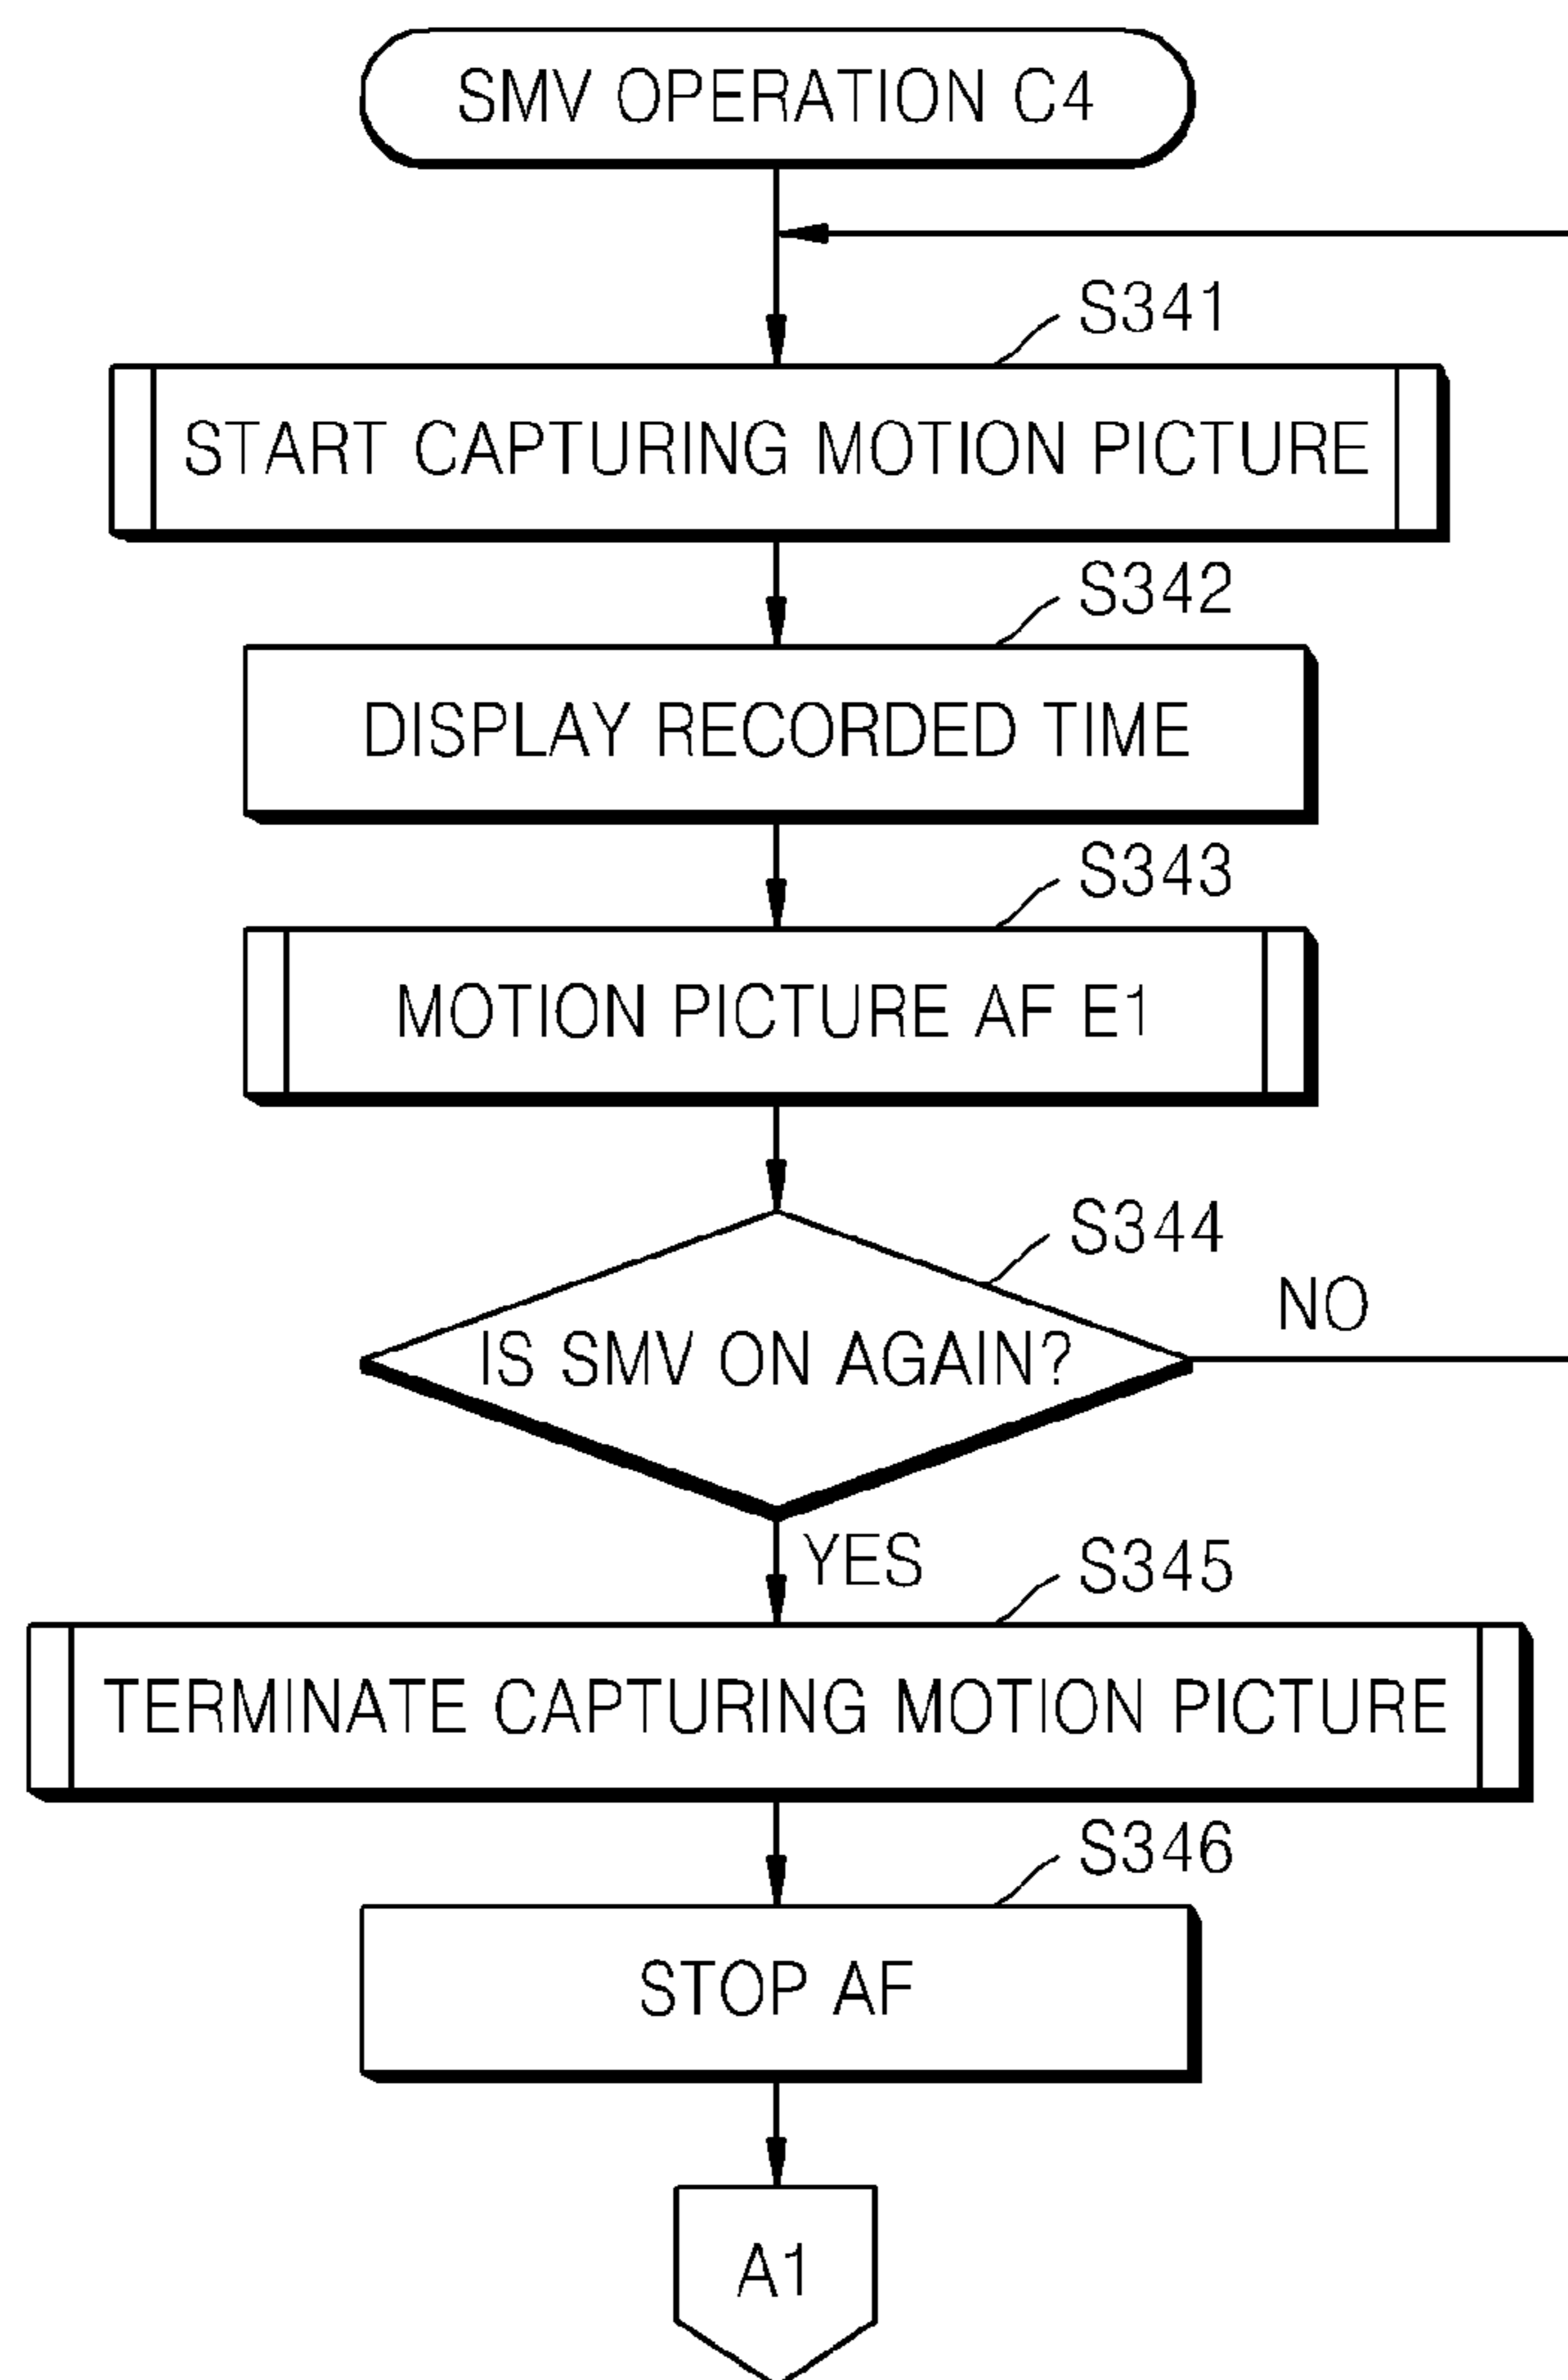 SMV OPERATION C4
S341
START CAPTURING MOTION PICTURE
S342
DISPLAY RECORDED TIME
S343
MOTION PICTURE AF E1
S344
IS SMV ON AGAIN?
NO
YES
S345
TERMINATE CAPTURING MOTION PICTURE
S346
STOP AF
A1